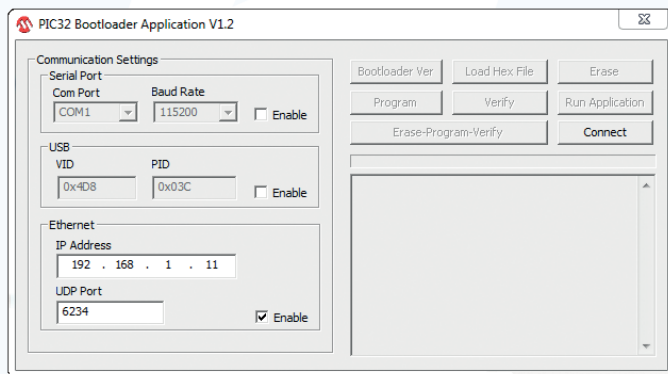 PIC32 Bootloader Application V1.2
Communication Settings
Serial Port
Com Port Baud Rate
COM1 115200 Enable
USB
VID PID
0x4D8 0x03C Enable
Ethernet
IP Address
192 . 168 . 1 . 11
UDP Port
6234 Enable
Bootloader Ver Load Hex File Erase
Program Verify Run Application
Erase-Program-Verify Connect